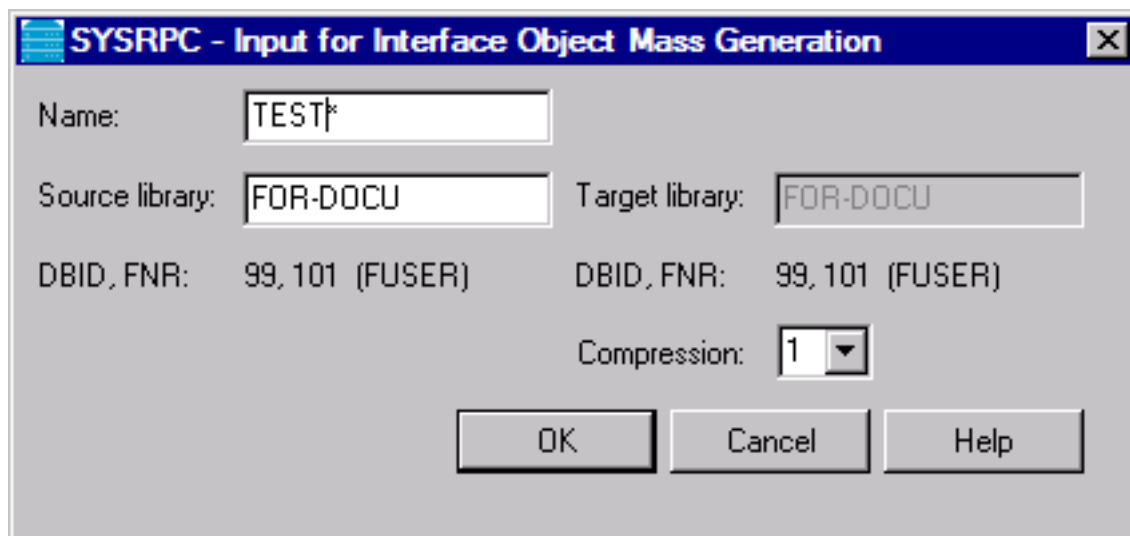 SYSRPC - Input for Interface Object Mass Generation
Name: TEST*
Source library: FOR-DOCU Target library: FOR-DOCU
DBID, FNR: 99, 101 (FUSER) DBID, FNR: 99, 101 (FUSER)
Compression: 1
OK Cancel Help